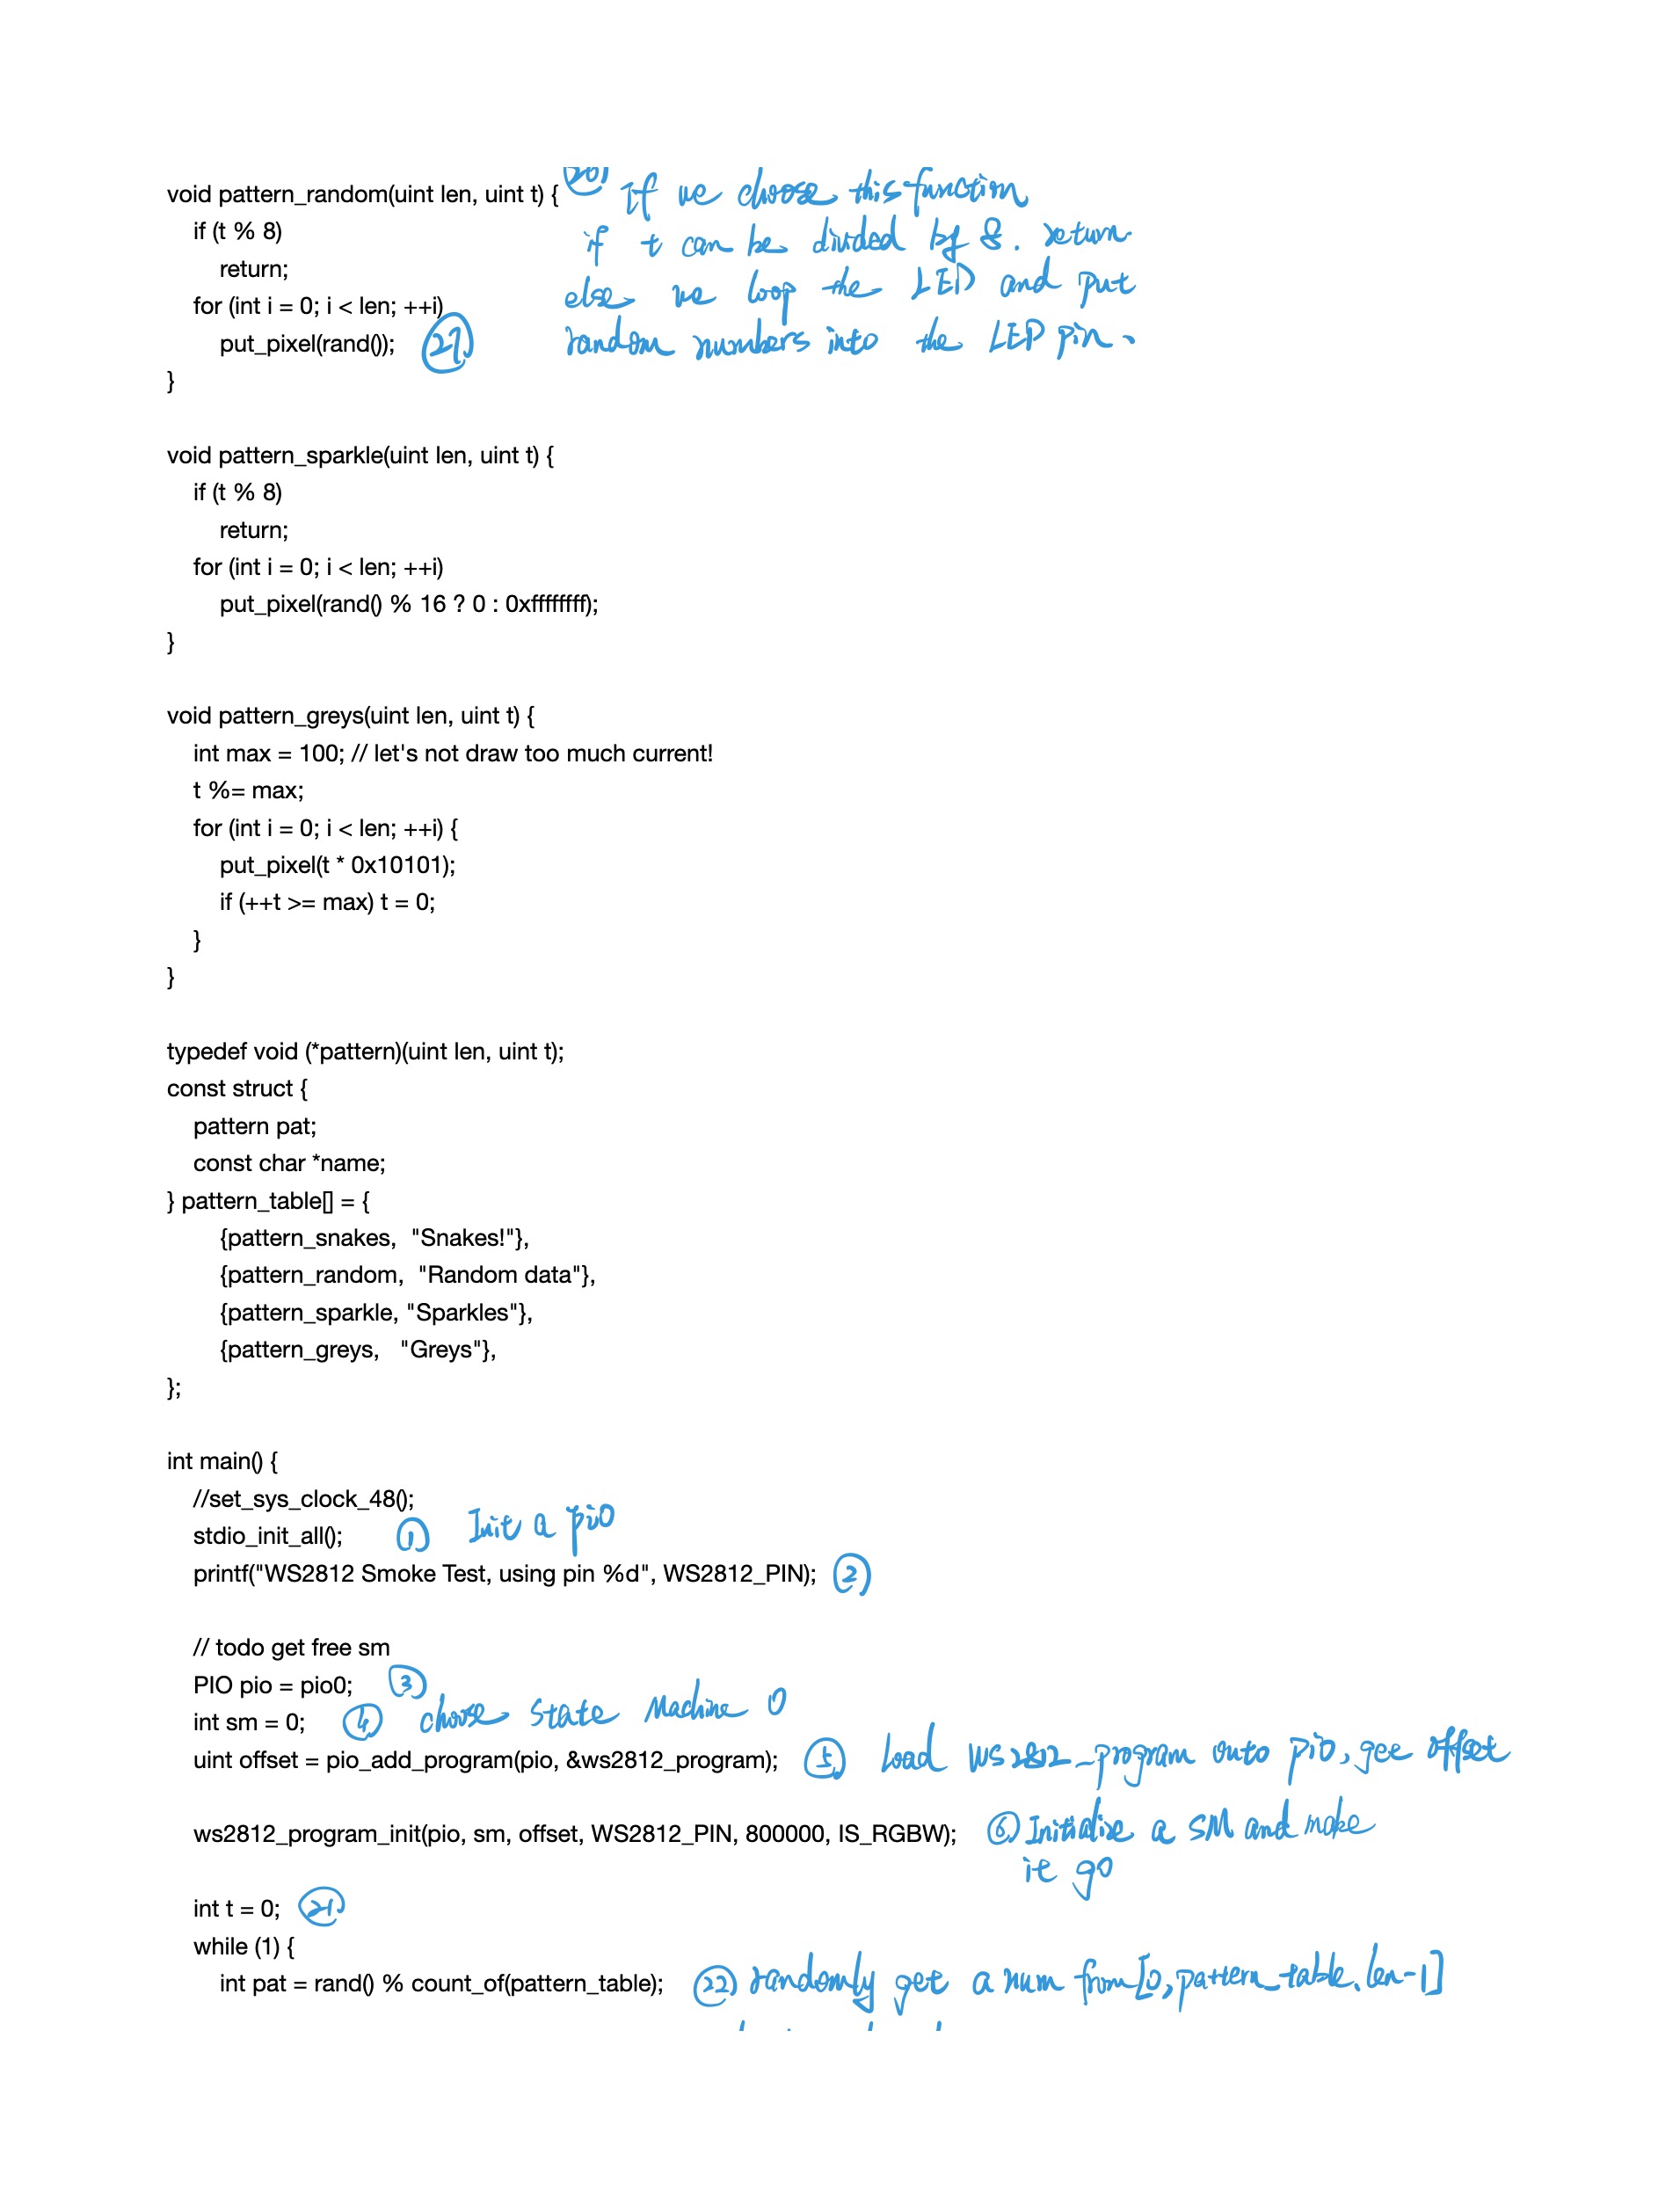 void pattern_random(uint len, uint t) { 26) If we choose this function
if (t % 8) if t can be divided by 8. return.
return;
for (int i = 0; i < len; ++i) else we loop the LED and put
put_pixel(rand()); 27) random numbers into the LED pin.
}
void pattern_sparkle(uint len, uint t) {
if (t % 8)
return;
for (int i = 0; i < len; ++i)
put_pixel(rand() % 16 ? 0 : 0xffffffff);
}
void pattern_greys(uint len, uint t) {
int max = 100; // let's not draw too much current!
t %= max;
for (int i = 0; i < len; ++i) {
put_pixel(t * 0x10101);
if (++t >= max) t = 0;
}
}
typedef void (*pattern)(uint len, uint t);
const struct {
pattern pat;
const char *name;
} pattern_table[] = {
{pattern_snakes, "Snakes!"},
{pattern_random, "Random data"},
{pattern_sparkle, "Sparkles"},
{pattern_greys, "Greys"},
};
int main() {
//set_sys_clock_48();
stdio_init_all(); 1) Init a pio
printf("WS2812 Smoke Test, using pin %d", WS2812_PIN); 2)
// todo get free sm
PIO pio = pio0; 3)
int sm = 0; 4) choose state Machine 0
uint offset = pio_add_program(pio, &ws2812_program); 5) Load WS2812_program onto pio, get offset
ws2812_program_init(pio, sm, offset, WS2812_PIN, 800000, IS_RGBW); 6) Initialize a SM and make
it go
int t = 0; 21)
while (1) {
int pat = rand() % count_of(pattern_table); 22) randomly get a num from [0, pattern_table.len-1]